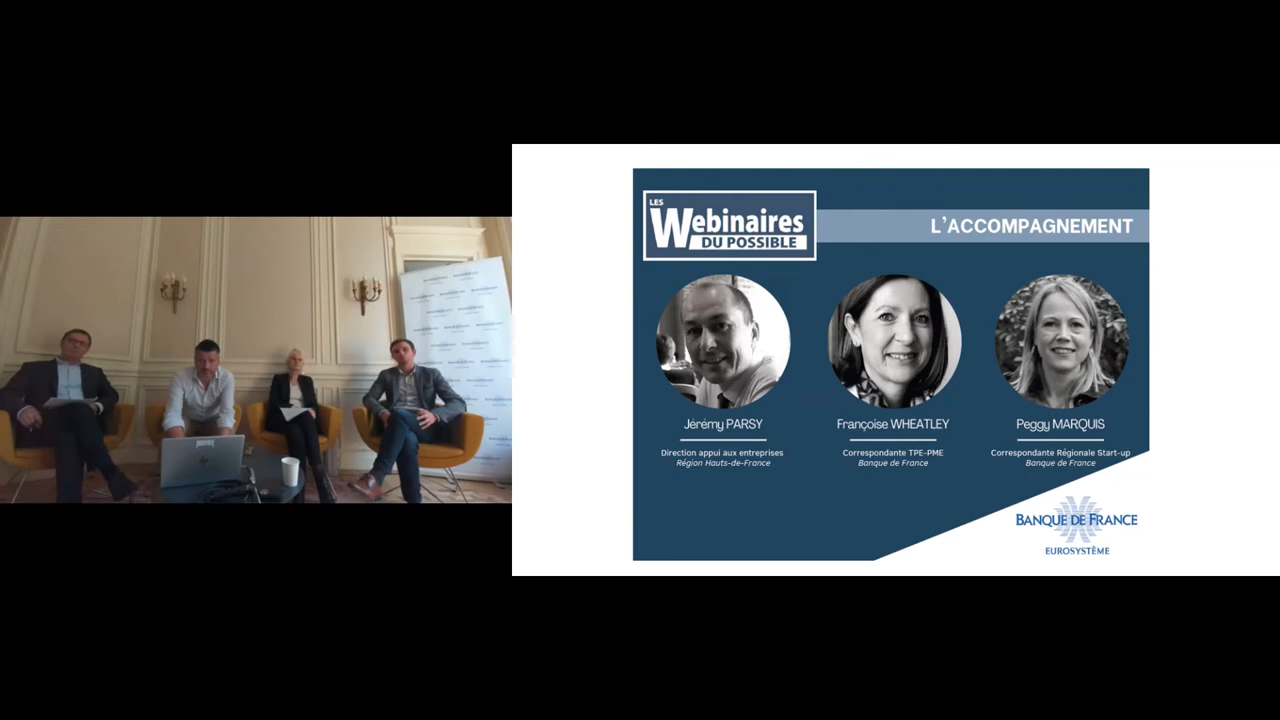 LES
Webinaires
DU POSSIBLE
L'ACCOMPAGNEMENT
Jérémy PARSY
Direction appui aux entreprises
Région Hauts-de-France
Françoise WHEATLEY
Correspondante TPE-PME
Banque de France
Peggy MARQUIS
Correspondante Régionale Start-up
Banque de France
BANQUE DE FRANCE
EUROSYSTÈME